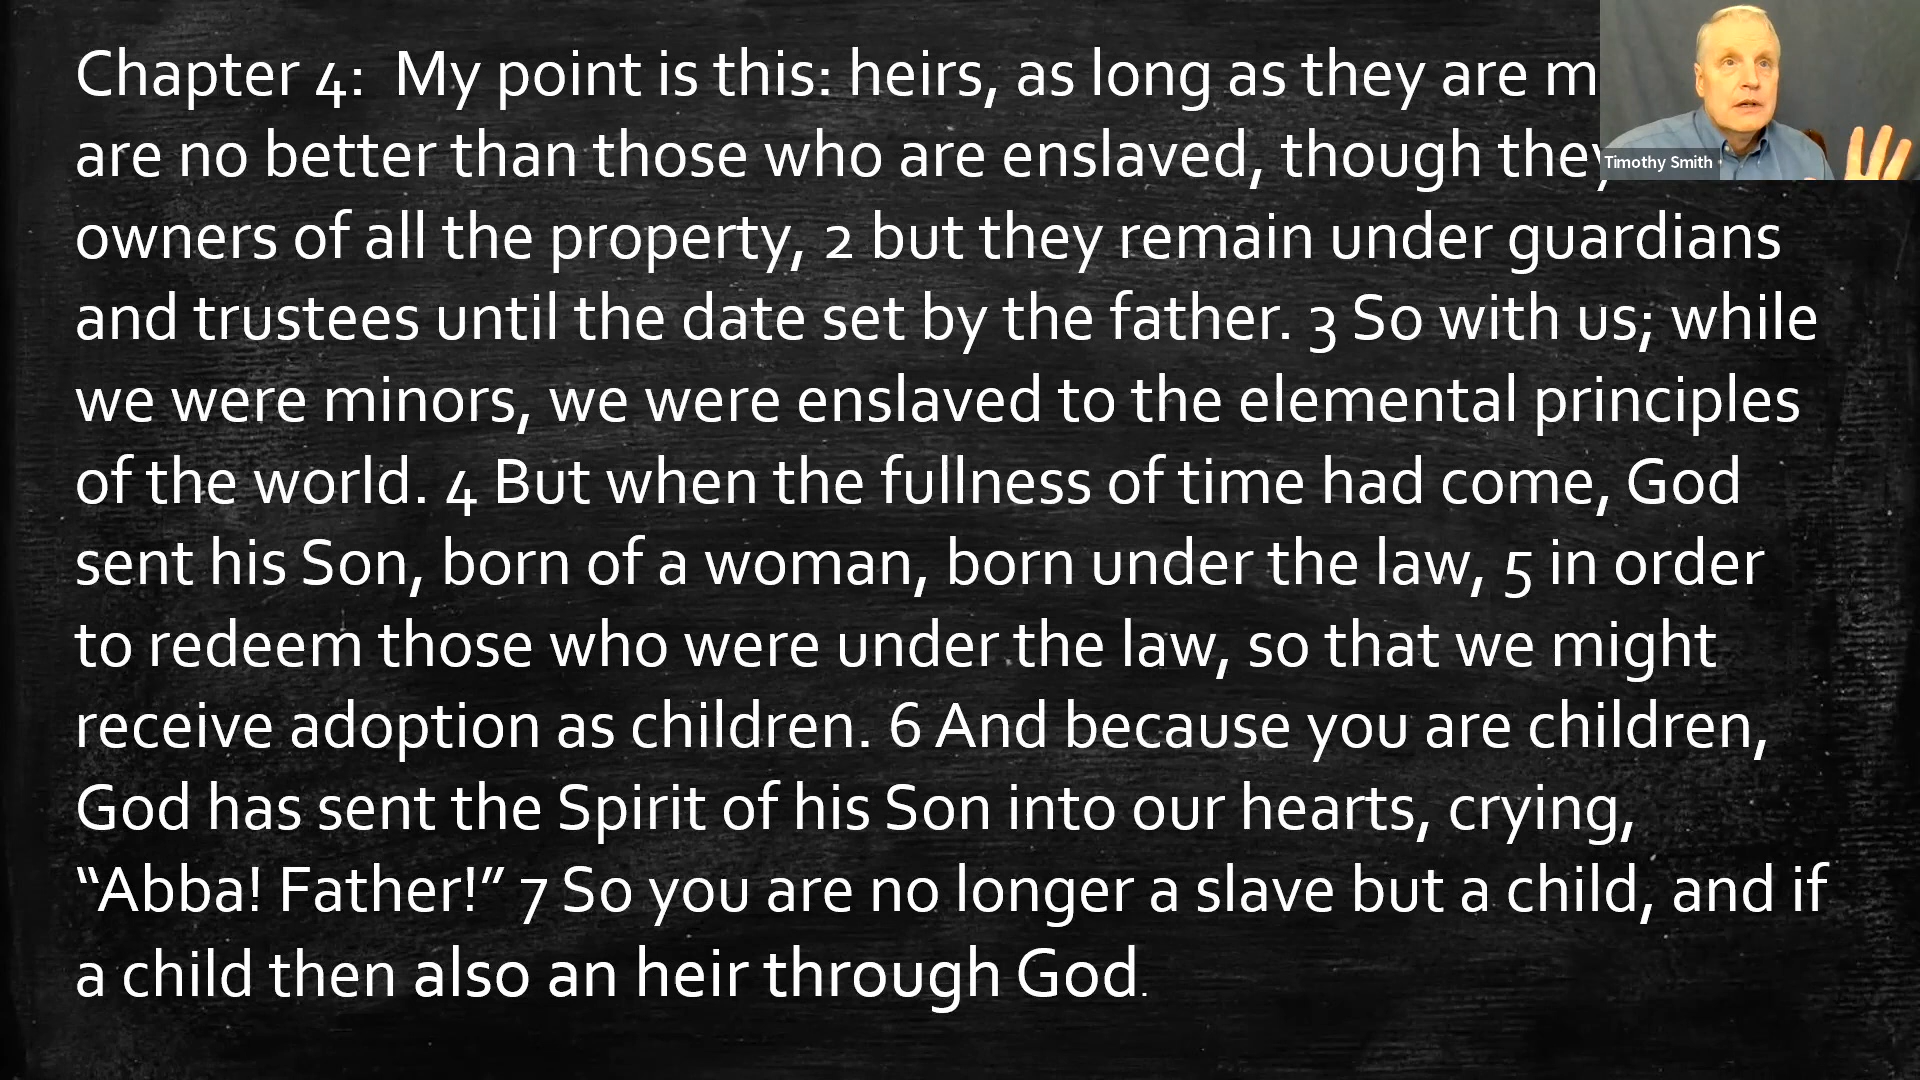 Chapter 4:  My point is this: heirs, as long as they are m
are no better than those who are enslaved, though they
owners of all the property, 2 but they remain under guardians
and trustees until the date set by the father. 3 So with us; while
we were minors, we were enslaved to the elemental principles
of the world. 4 But when the fullness of time had come, God
sent his Son, born of a woman, born under the law, 5 in order
to redeem those who were under the law, so that we might
receive adoption as children. 6 And because you are children,
God has sent the Spirit of his Son into our hearts, crying,
“Abba! Father!” 7 So you are no longer a slave but a child, and if
a child then also an heir through God.
Timothy Smith